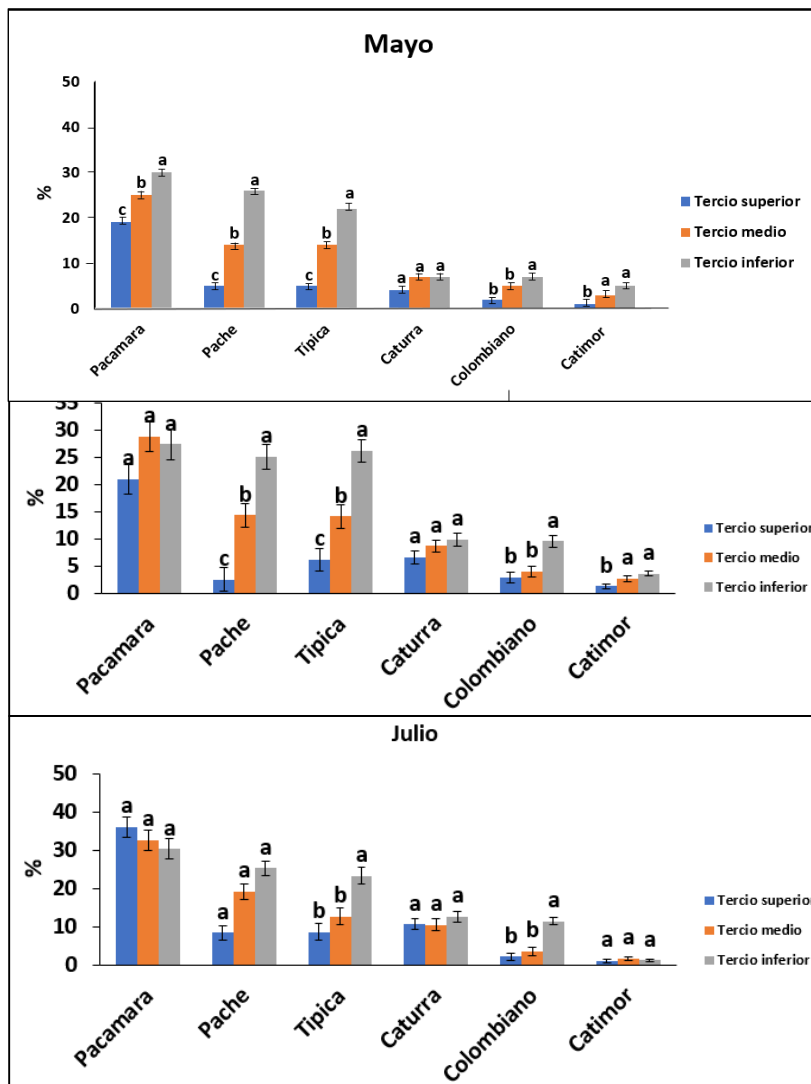 Mayo
50
40
30
20
10
0
%
c b a
c b a
c b a
a a a
b b a
b a a
Pacamara
Pache
Típica
Caturra
Colombiano
Catimor
Tercio superior
Tercio medio
Tercio inferior
35
30
25
20
15
10
5
0
%
a a a
c b a
c b a
a a a
b b a
b a a
Pacamara
Pache
Tipica
Caturra
Colombiano
Catimor
Tercio superior
Tercio medio
Tercio inferior
Julio
50
40
30
20
10
0
%
a a a
a a a
b b a
a a a
b b a
a a a
Pacamara
Pache
Tipica
Caturra
Colombiano
Catimor
Tercio superior
Tercio medio
Tercio inferior